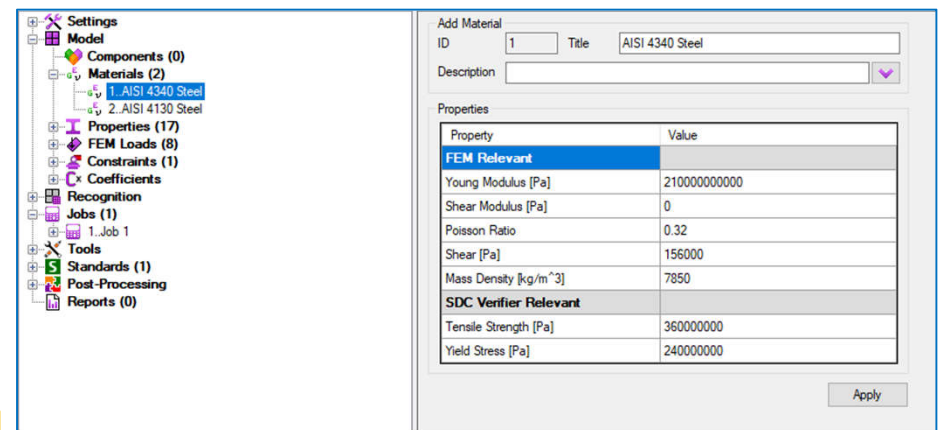 Settings
Model
Components (0)
Materials (2)
1..AISI 4340 Steel
2..AISI 4130 Steel
Properties (17)
FEM Loads (8)
Constraints (1)
Coefficients
Recognition
Jobs (1)
1..Job 1
Tools
Standards (1)
Post-Processing
Reports (0)
Add Material
ID 1 Title AISI 4340 Steel
Description
Properties
Property Value
FEM Relevant
Young Modulus [Pa] 210000000000
Shear Modulus [Pa] 0
Poisson Ratio 0.32
Shear [Pa] 156000
Mass Density [kg/m^3] 7850
SDC Verifier Relevant
Tensile Strength [Pa] 360000000
Yield Stress [Pa] 240000000
Apply